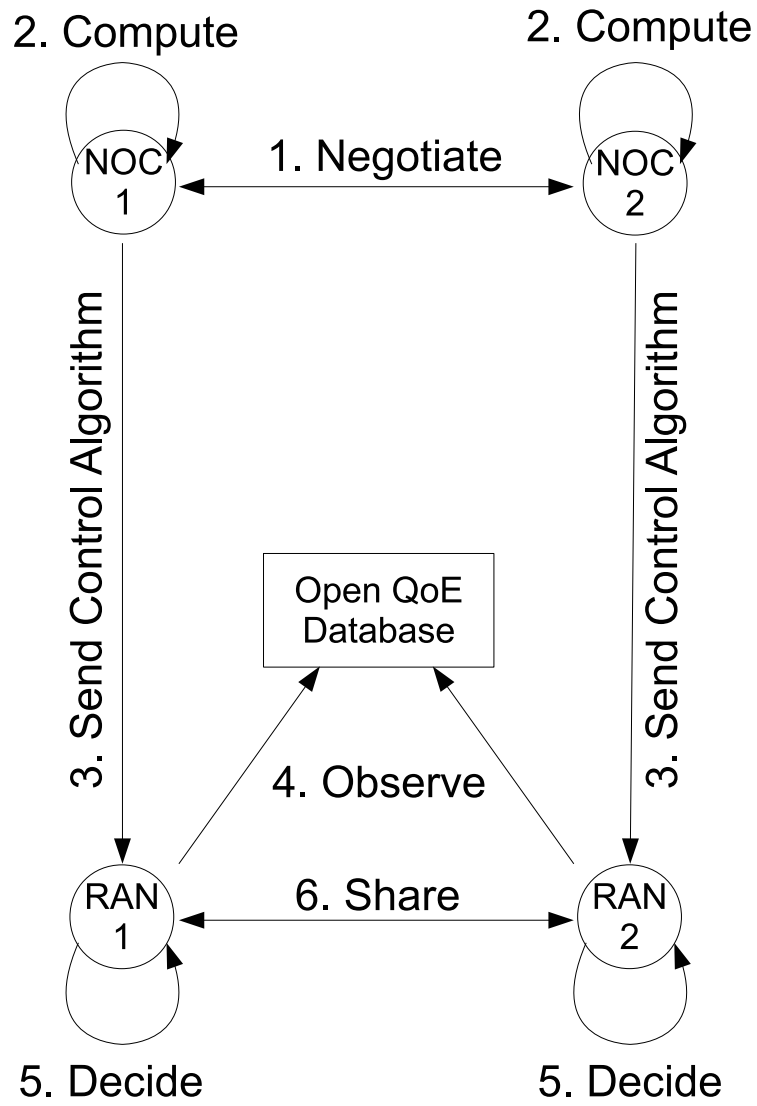 2. Compute
2. Compute
NOC
1
1. Negotiate
NOC
2
3. Send Control Algorithm
3. Send Control Algorithm
Open QoE
Database
4. Observe
RAN
1
6. Share
RAN
2
5. Decide
5. Decide